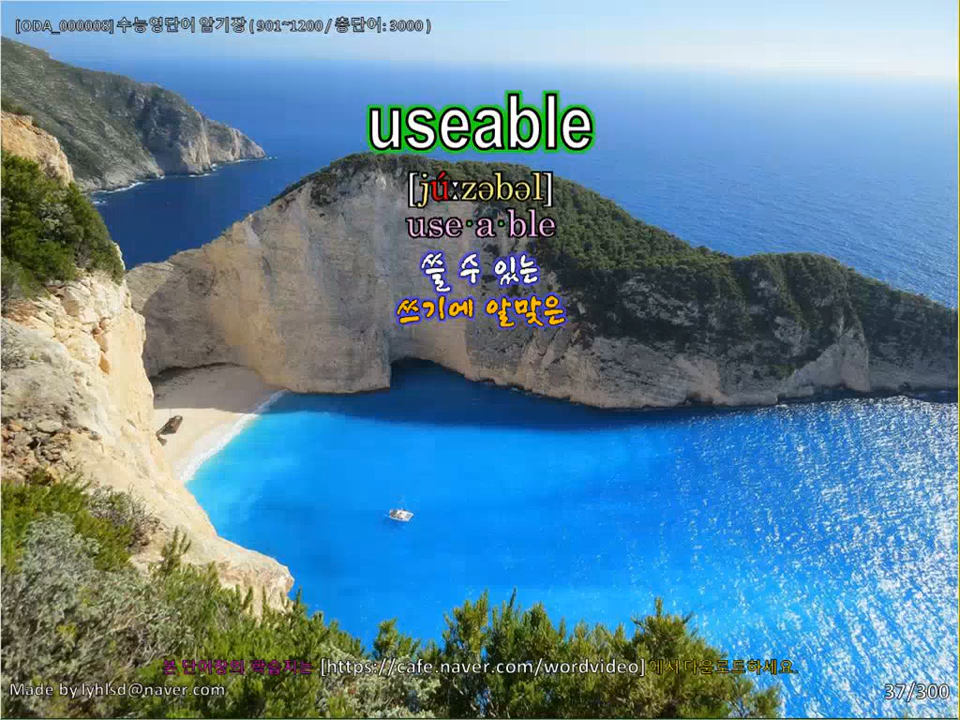 [ODA_000008] 수능영단어 암기장 ( 901~1200 / 총단어: 3000 )
useable
[júːzəbəl]
use·a·ble
쓸 수 있는
쓰기에 알맞은
본 단어장의 학습지는 [https://cafe.naver.com/wordvideo]에서 다운로드하세요.
Made by lyhlsd@naver.com
37/300